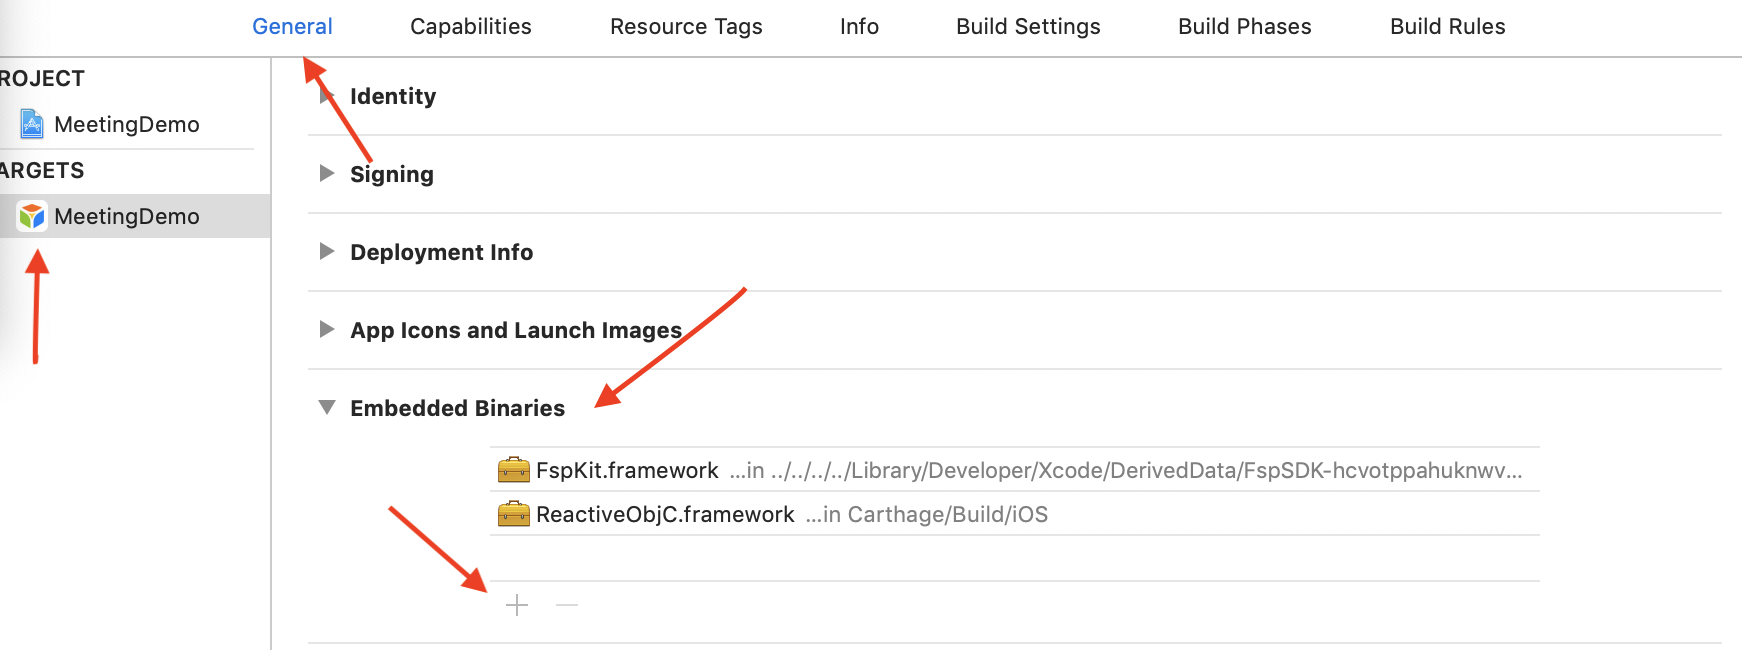 General Capabilities Resource Tags Info Build Settings Build Phases Build Rules
ROJECT
MeetingDemo
ARGETS
MeetingDemo
Identity
Signing
Deployment Info
App Icons and Launch Images
Embedded Binaries
FspKit.framework ...in ../../../../Library/Developer/Xcode/DerivedData/FspSDK-hcvotppahuknwv...
ReactiveObjC.framework ...in Carthage/Build/iOS